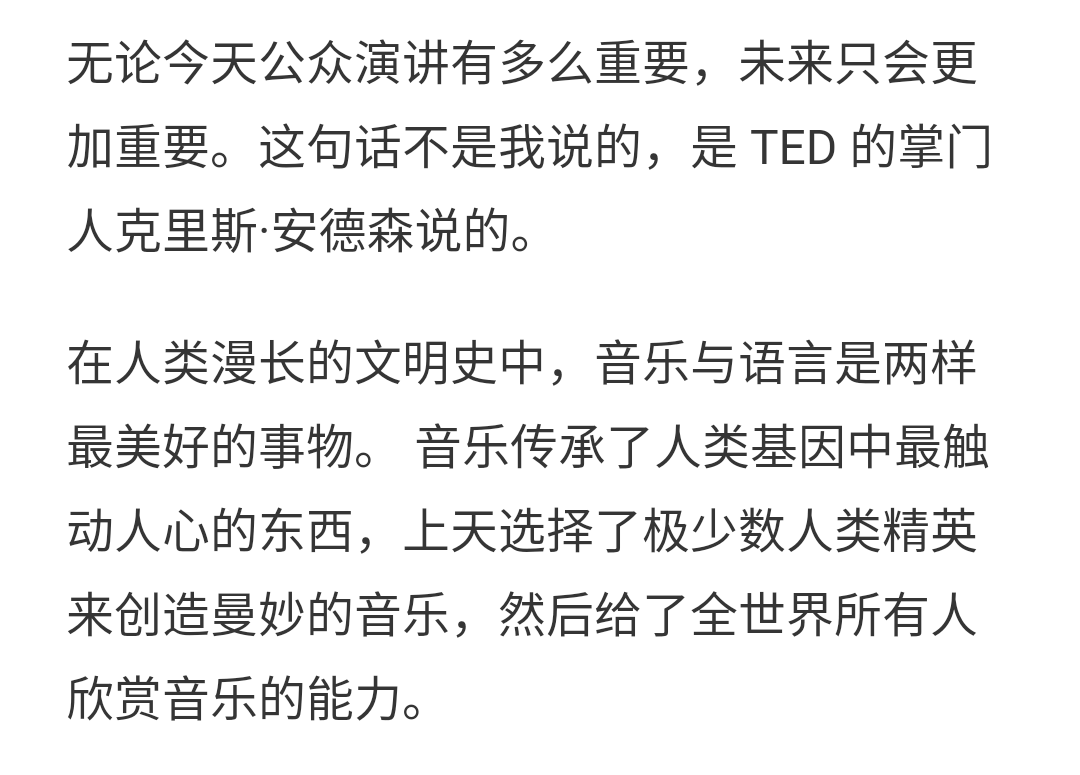 无论今天公众演讲有多么重要，未来只会更
加重要。这句话不是我说的，是 TED 的掌门
人克里斯·安德森说的。
在人类漫长的文明史中，音乐与语言是两样
最美好的事物。 音乐传承了人类基因中最触
动人心的东西，上天选择了极少数人类精英
来创造曼妙的音乐，然后给了全世界所有人
欣赏音乐的能力。